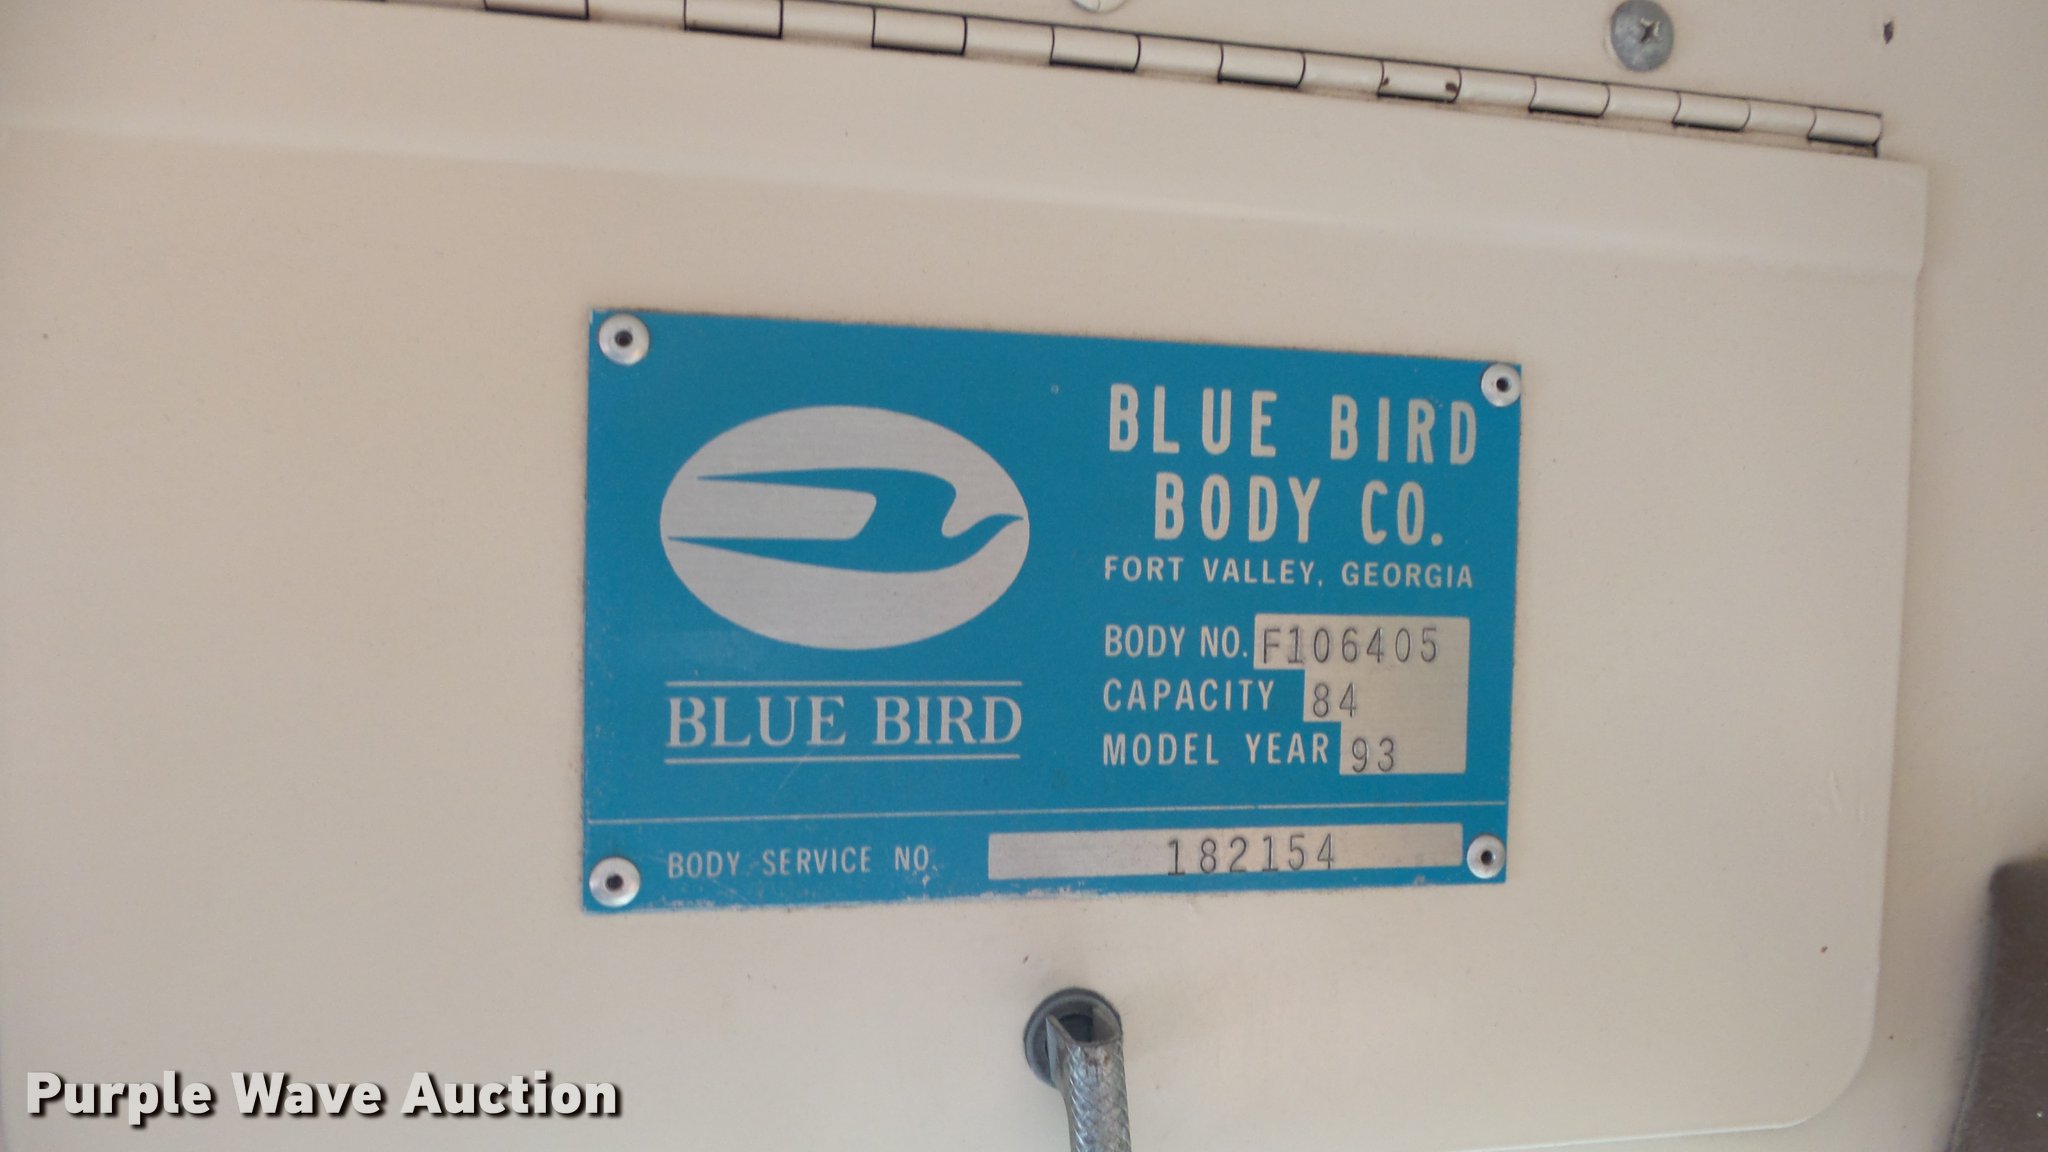 BLUE BIRD
BLUE BIRD
BODY CO.
FORT VALLEY, GEORGIA
BODY NO. F106405
CAPACITY 84
MODEL YEAR 93
BODY SERVICE NO. 182154
Purple Wave Auction